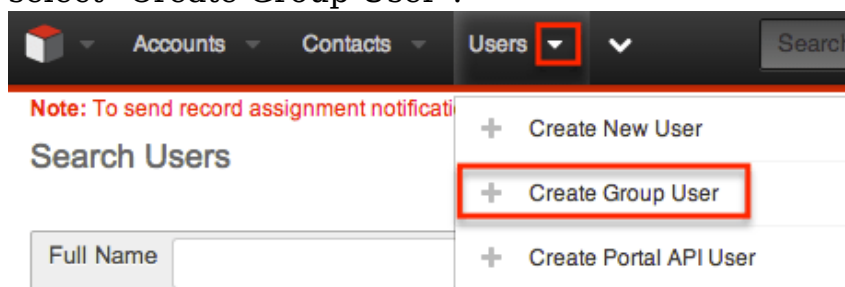 select "Create Group User".
Accounts Contacts Users Search
Note: To send record assignment notificati
Create New User
Search Users
Create Group User
Full Name
Create Portal API User